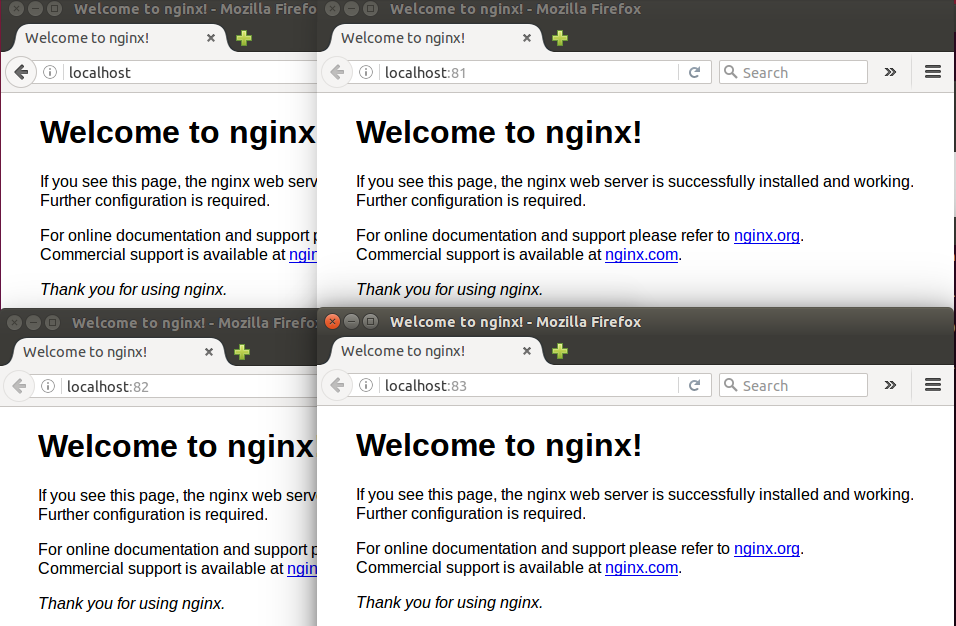 Welcome to nginx! - Mozilla Firefo
Welcome to nginx!
localhost
Welcome to nginx
If you see this page, the nginx web serv
Further configuration is required.
For online documentation and support p
Commercial support is available at ngin
Thank you for using nginx.
Welcome to nginx! - Mozilla Firefox
Welcome to nginx!
localhost:81
Search
Welcome to nginx!
If you see this page, the nginx web server is successfully installed and working.
Further configuration is required.
For online documentation and support please refer to nginx.org.
Commercial support is available at nginx.com.
Thank you for using nginx.
Welcome to nginx! - Mozilla Firefo
Welcome to nginx!
localhost:82
Welcome to nginx
If you see this page, the nginx web serv
Further configuration is required.
For online documentation and support p
Commercial support is available at ngin
Thank you for using nginx.
Welcome to nginx! - Mozilla Firefox
Welcome to nginx!
localhost:83
Search
Welcome to nginx!
If you see this page, the nginx web server is successfully installed and working.
Further configuration is required.
For online documentation and support please refer to nginx.org.
Commercial support is available at nginx.com.
Thank you for using nginx.